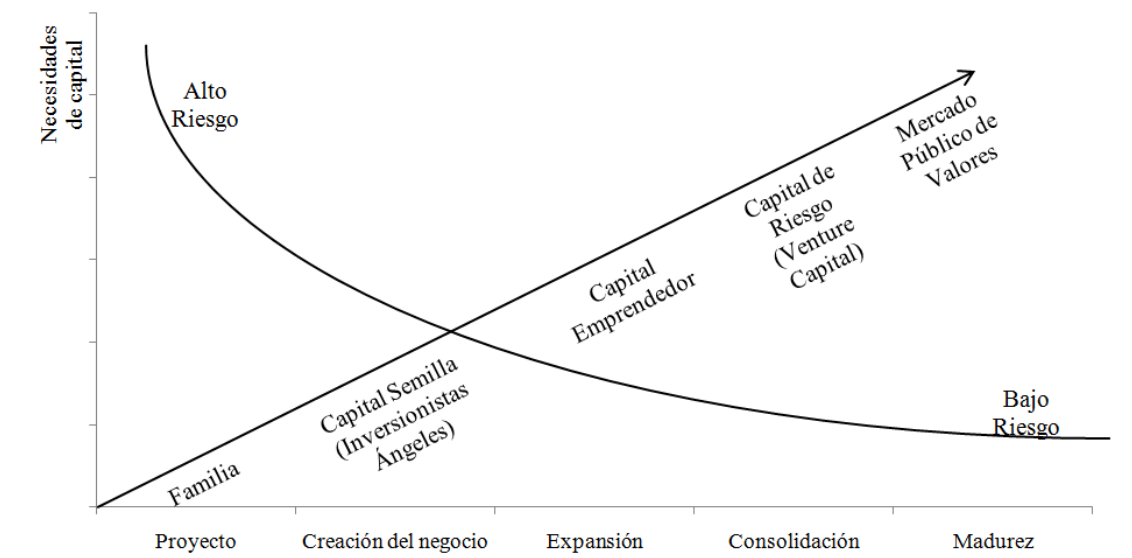 Necesidades
de capital
Alto
Riesgo
Mercado
Público de
Valores
Capital de
Riesgo
(Venture
Capital)
Capital
Emprendedor
Capital Semilla
(Inversionistas
Ángeles)
Familia
Bajo
Riesgo
Proyecto
Creación del negocio
Expansión
Consolidación
Madurez